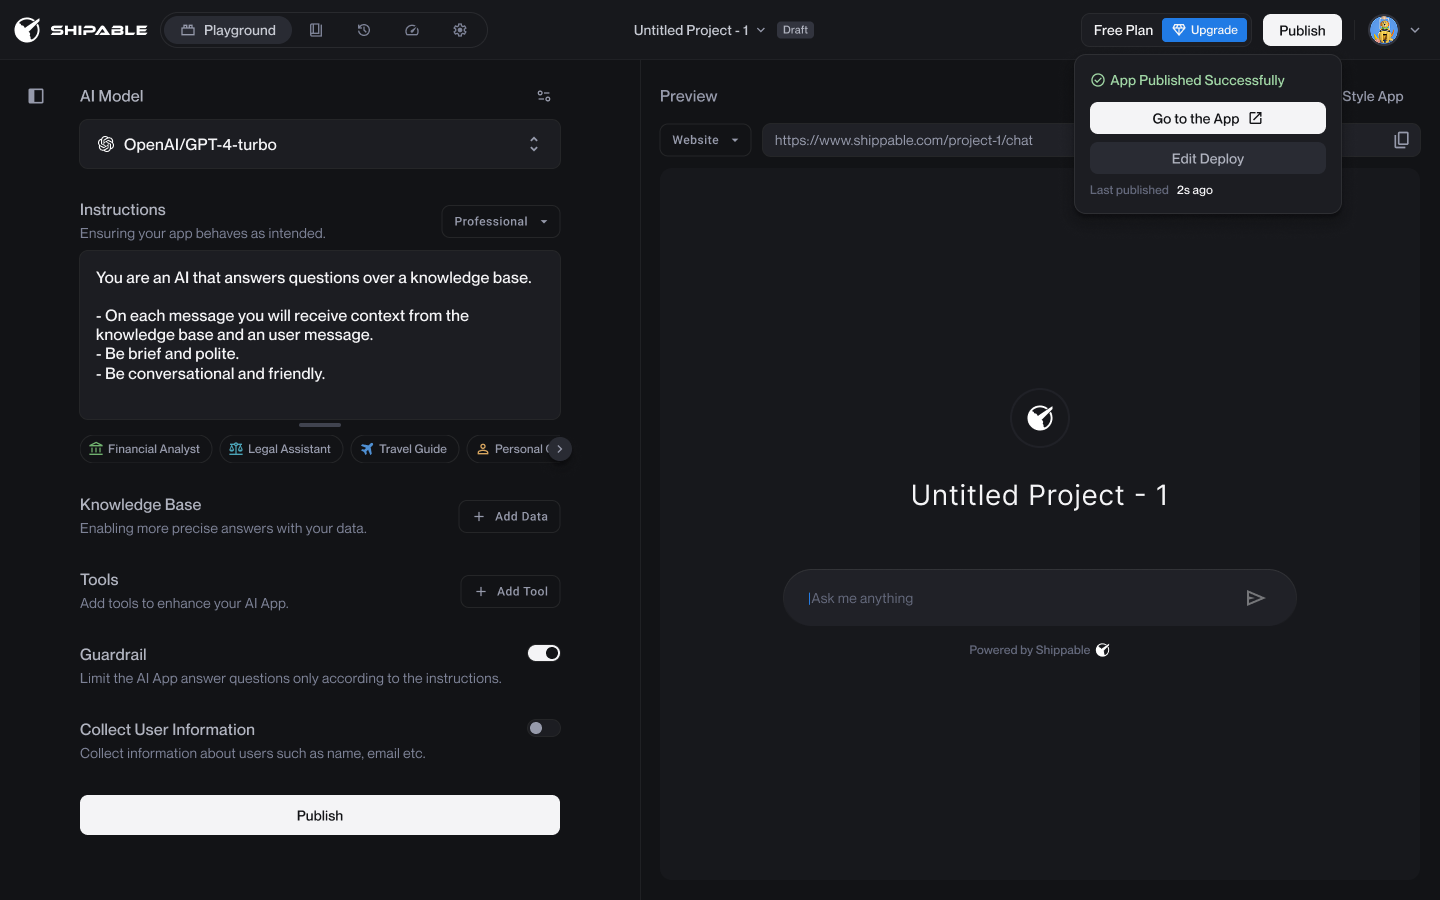 SHIPABLE
Playground
Untitled Project - 1
Draft
Free Plan
Upgrade
Publish
App Published Successfully
Go to the App
Edit Deploy
Last published 2s ago
AI Model
OpenAI/GPT-4-turbo
Instructions
Ensuring your app behaves as intended.
Professional
You are an AI that answers questions over a knowledge base.
- On each message you will receive context from the
knowledge base and an user message.
- Be brief and polite.
- Be conversational and friendly.
Financial Analyst
Legal Assistant
Travel Guide
Personal
Knowledge Base
Enabling more precise answers with your data.
Add Data
Tools
Add tools to enhance your AI App.
Add Tool
Guardrail
Limit the AI App answer questions only according to the instructions.
Collect User Information
Collect information about users such as name, email etc.
Publish
Preview
Style App
Website
https://www.shippable.com/project-1/chat
Untitled Project - 1
Ask me anything
Powered by Shippable